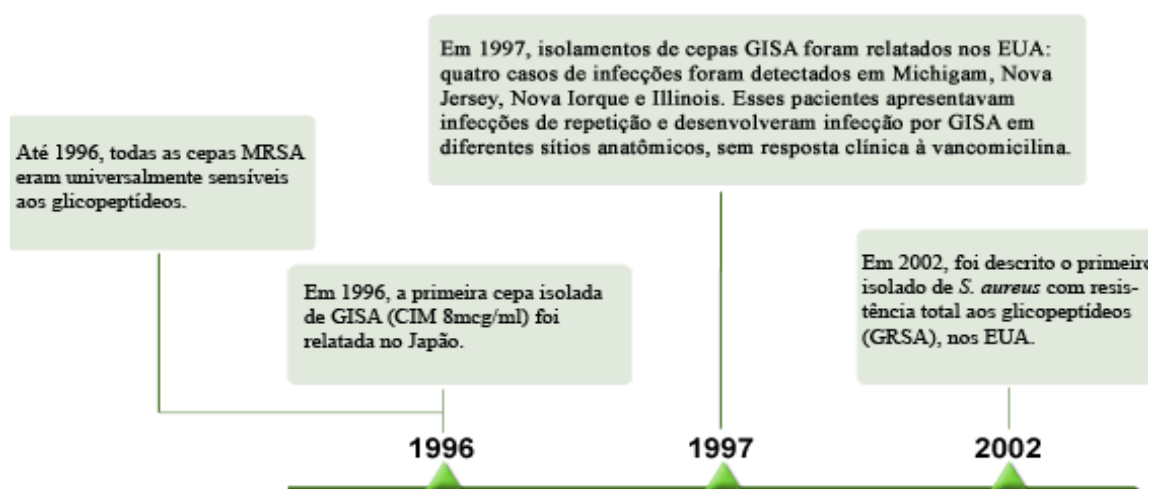 Em 1997, isolamentos de cepas GISA foram relatados nos EUA:
quatro casos de infecções foram detectados em Michigam, Nova
Jersey, Nova Iorque e Illinois. Esses pacientes apresentavam
infecções de repetição e desenvolveram infecção por GISA em
diferentes sítios anatômicos, sem resposta clínica à vancomicilina.
Até 1996, todas as cepas MRSA
eram universalmente sensíveis
aos glicopeptídeos.
Em 1996, a primeira cepa isolada
de GISA (CIM 8mcg/ml) foi
relatada no Japão.
Em 2002, foi descrito o primeiro
isolado de S. aureus com resis-
tência total aos glicopeptídeos
(GRSA), nos EUA.
1996
1997
2002